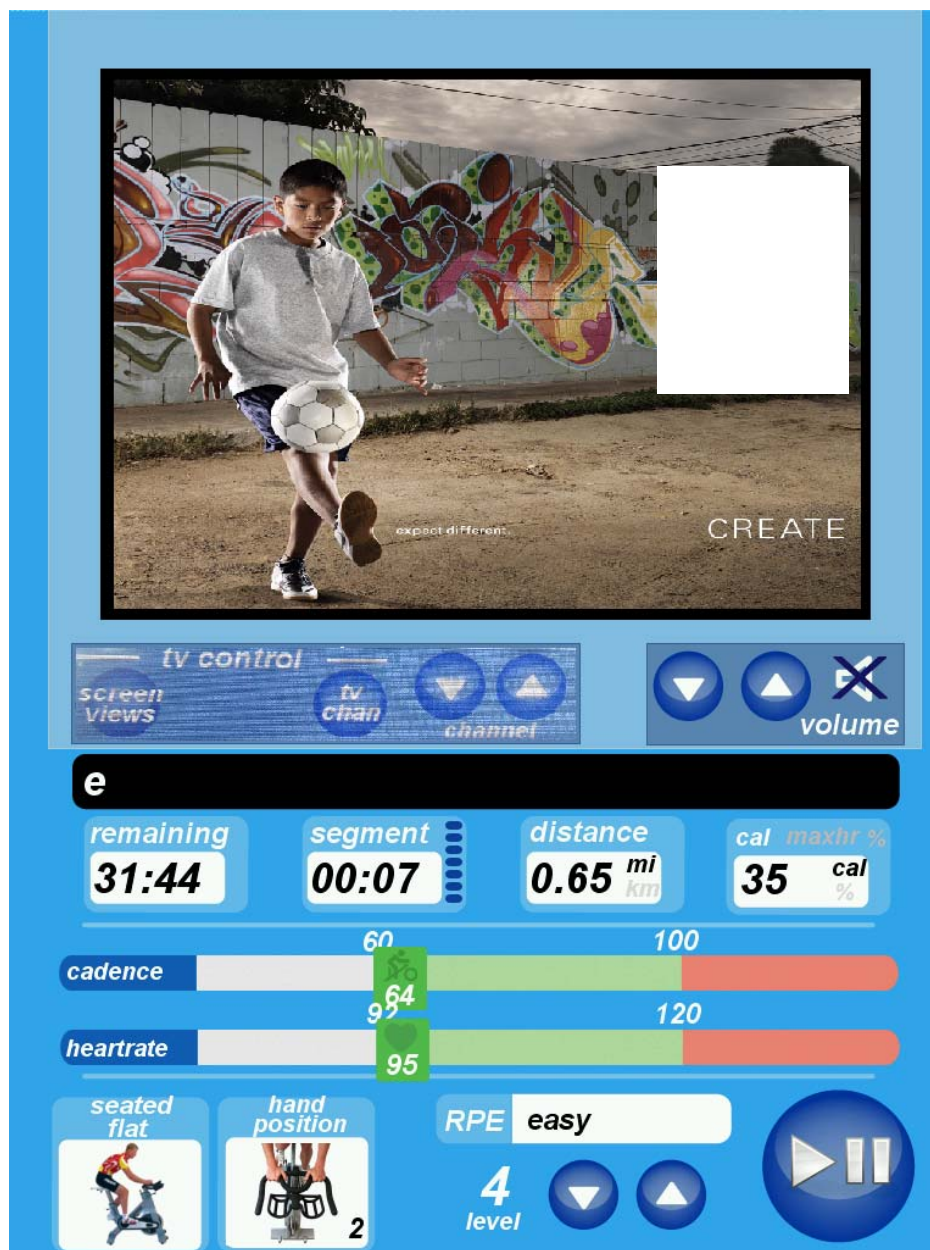 expect different.
CREATE
tv control
screen views
tv chan
channel
volume
e
remaining
segment
distance
cal maxhr %
31:44
00:07
0.65 mi km
35 cal %
60
100
cadence
64
92
120
heartrate
95
seated flat
hand position
2
RPE easy
4
level